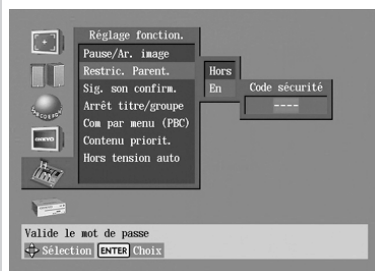 Réglage fonction.
Pause/Ar. image
Restric. Parent.
Hors
Sig. son confirm.
En
Code sécurité
Arrêt titre/groupe
----
Com par menu (PBC)
Contenu priorit.
Hors tension auto
Valide le mot de passe
Sélection ENTER Choix